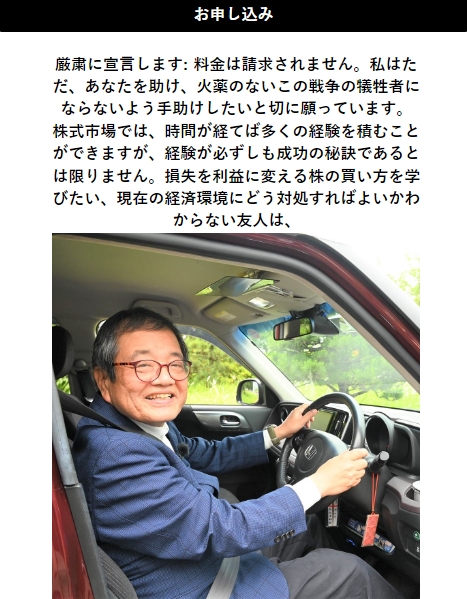 お申し込み
厳粛に宣言します: 料金は請求されません。私はた
だ、あなたを助け、火薬のないこの戦争の犠牲者に
ならないよう手助けしたいと切に願っています。
株式市場では、時間が経てば多くの経験を積むこと
ができますが、経験が必ずしも成功の秘訣であると
は限りません。損失を利益に変える株の買い方を学
びたい、現在の経済環境にどう対処すればよいかわ
からない友人は、